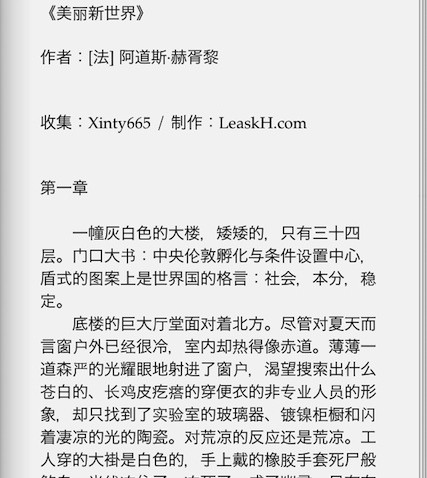 《美丽新世界》
作者：[法] 阿道斯·赫胥黎
收集：Xinty665 / 制作：LeaskH.com
第一章
一幢灰白色的大楼，矮矮的，只有三十四
层。门口大书：中央伦敦孵化与条件设置中心，
盾式的图案上是世界国的格言：社会，本分，稳
定。
底楼的巨大厅堂面对着北方。尽管对夏天而
言窗户外已经很冷，室内却热得像赤道。薄薄一
道森严的光耀眼地射进了窗户，渴望搜索出什么
苍白的、长鸡皮疙瘩的穿便衣的非专业人员的形
象，却只找到了实验室的玻璃器、镀镍柜橱和闪
着凄凉的光的陶瓷。对荒凉的反应还是荒凉。工
人穿的大褂是白色的，手上戴的橡胶手套死尸般